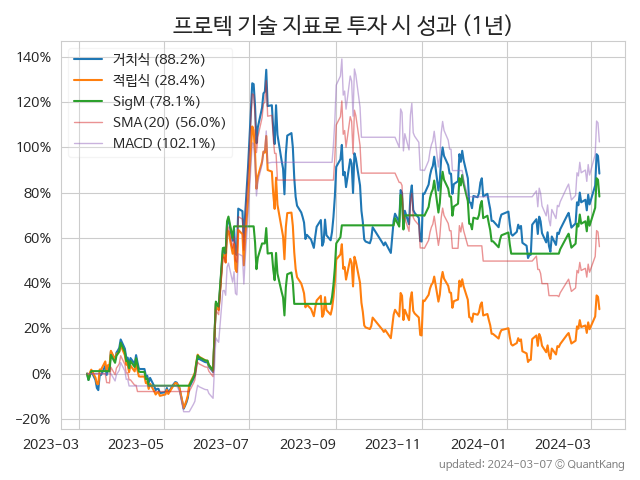 프로텍 기술 지표로 투자 시 성과 (1년)
140%
120%
100%
80%
60%
40%
20%
0%
−20%
거치식 (88.2%)
적립식 (28.4%)
SigM (78.1%)
SMA(20) (56.0%)
MACD (102.1%)
2023-03
2023-05
2023-07
2023-09
2023-11
2024-01
2024-03
updated: 2024-03-07 © QuantKang